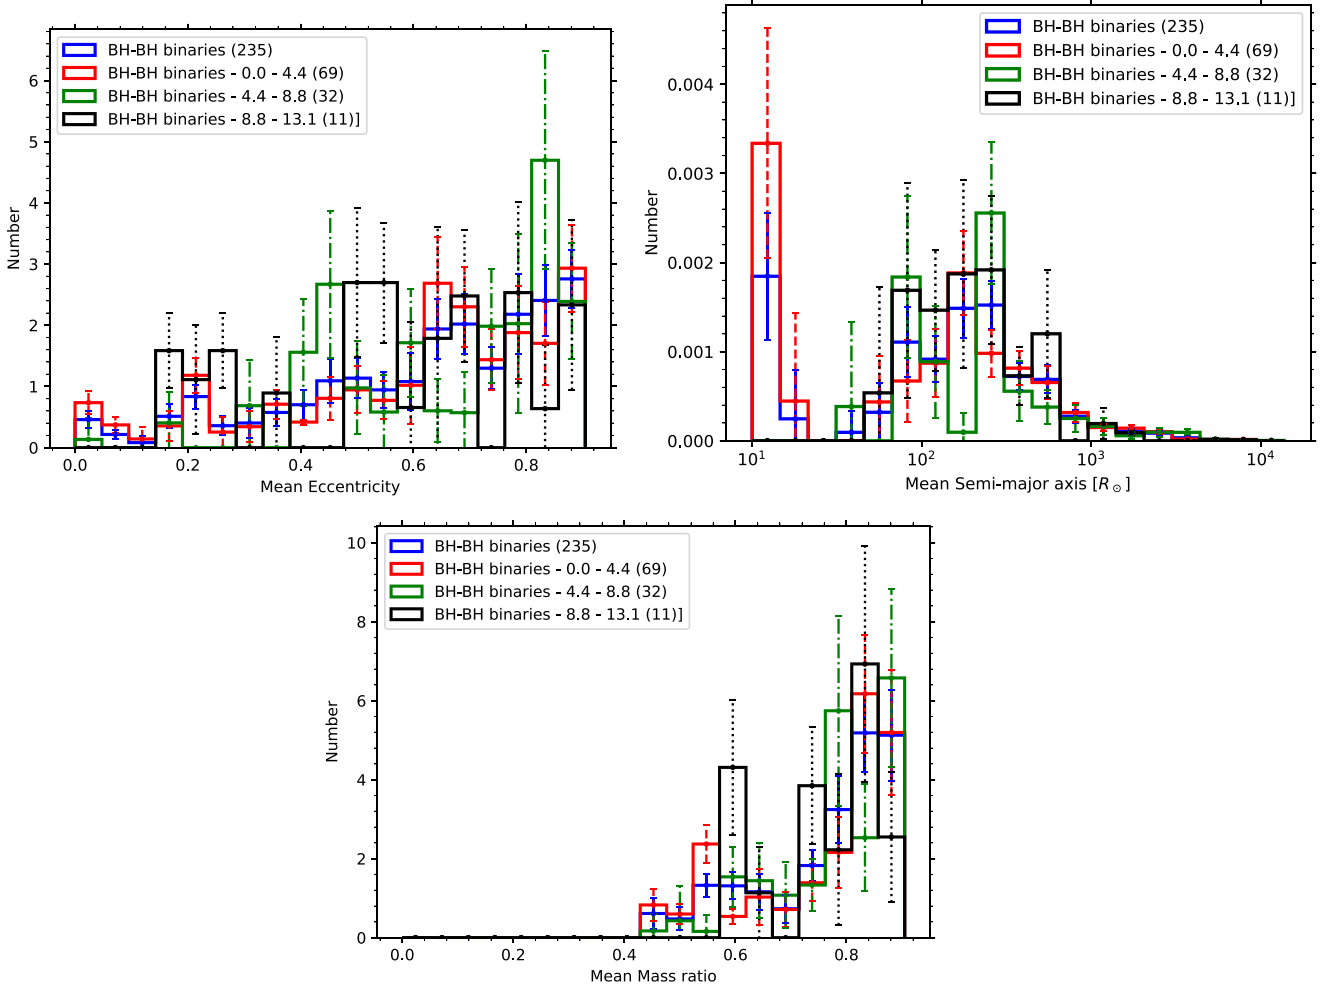 BH-BH binaries (235)
BH-BH binaries - 0.0 - 4.4 (69)
BH-BH binaries - 4.4 - 8.8 (32)
BH-BH binaries - 8.8 - 13.1 (11)]
6
5
4
3
2
1
0
Number
0.0
0.2
0.4
0.6
0.8
Mean Eccentricity
BH-BH binaries (235)
BH-BH binaries - 0.0 - 4.4 (69)
BH-BH binaries - 4.4 - 8.8 (32)
BH-BH binaries - 8.8 - 13.1 (11)]
0.004
0.003
0.002
0.001
0.000
Number
10¹
10²
10³
10⁴
Mean Semi-major axis [R⊙]
BH-BH binaries (235)
BH-BH binaries - 0.0 - 4.4 (69)
BH-BH binaries - 4.4 - 8.8 (32)
BH-BH binaries - 8.8 - 13.1 (11)]
10
8
6
4
2
0
Number
0.0
0.2
0.4
0.6
0.8
Mean Mass ratio